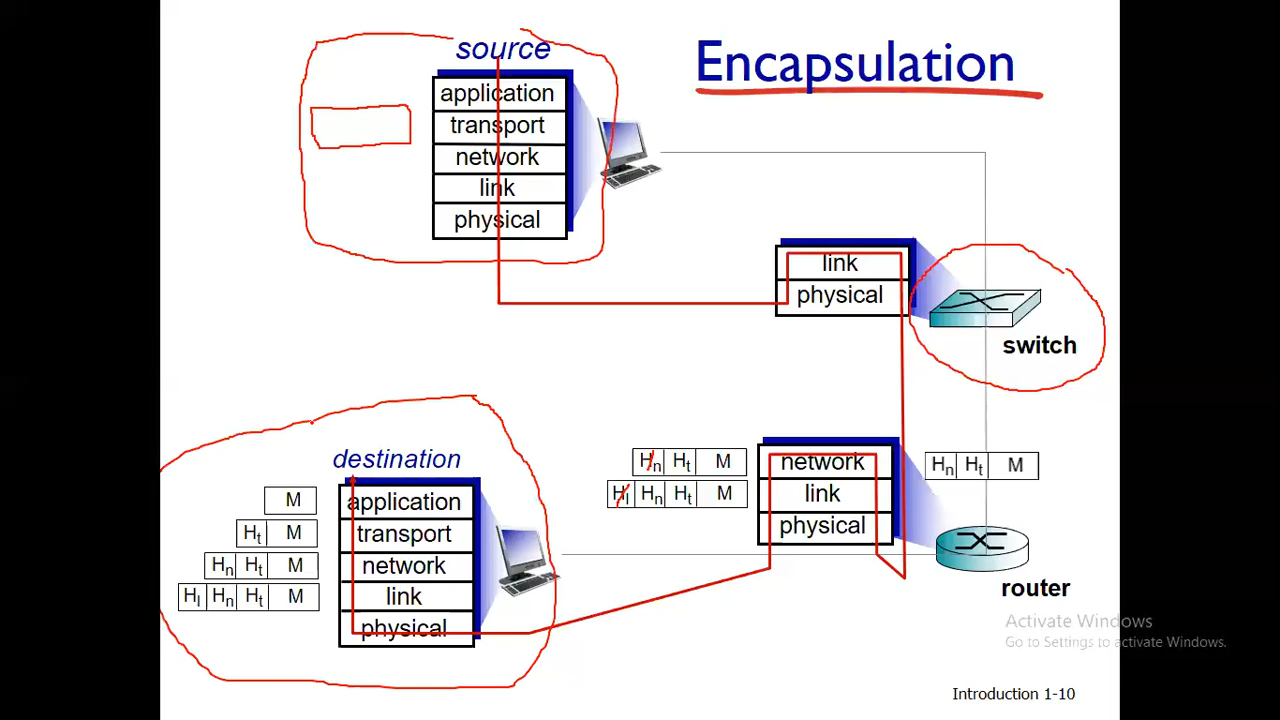 source
Encapsulation
application
transport
network
link
physical
link
physical
switch
destination
Hn Ht M
network
Hn Ht M
Hl Hn Ht M
link
physical
M
application
Ht M
transport
Hn Ht M
network
Hl Hn Ht M
link
physical
router
Activate Windows
Go to Settings to activate Windows.
Introduction 1-10